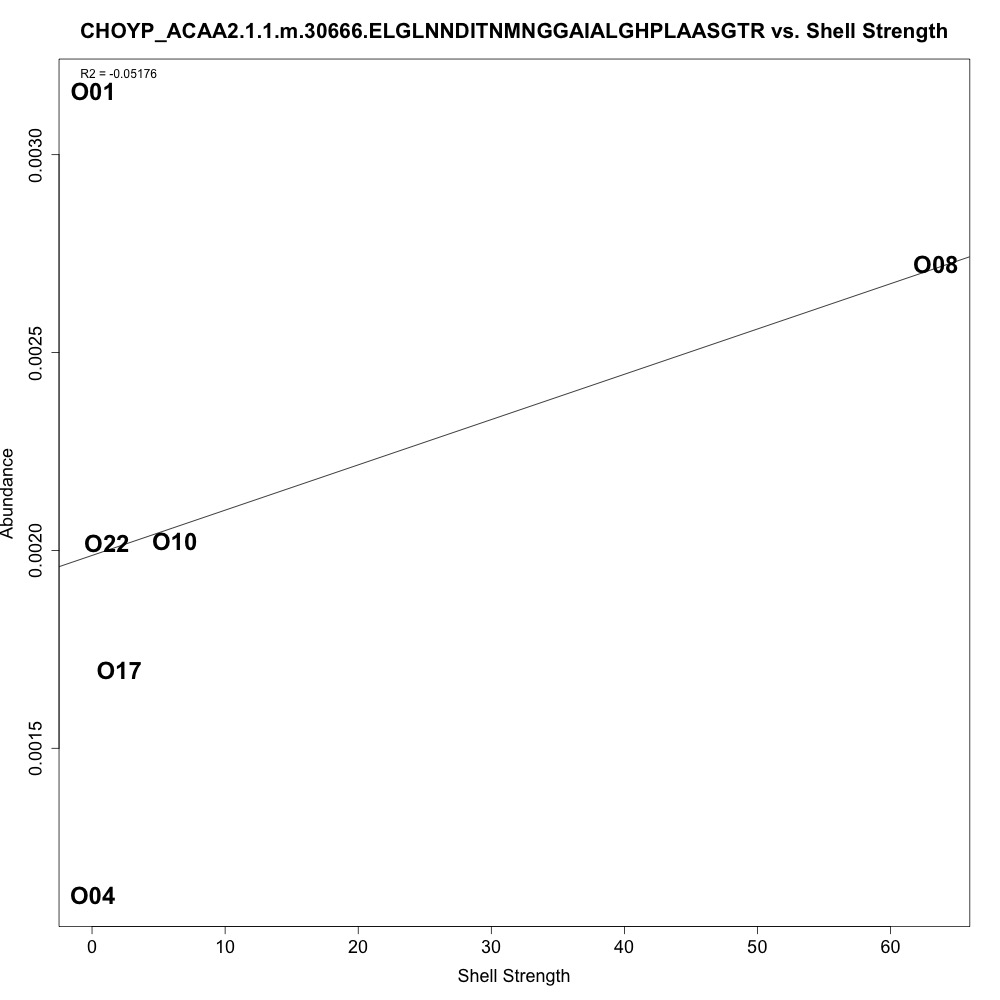 CHOYP_ACAA2.1.1.m.30666.ELGLNNDITNMNGGAIALGHPLAASGTR vs. Shell Strength
R2 = -0.05176
O01
0.0030
O08
0.0025
Abundance
O22 O10
0.0020
O17
0.0015
O04
0 10 20 30 40 50 60
Shell Strength